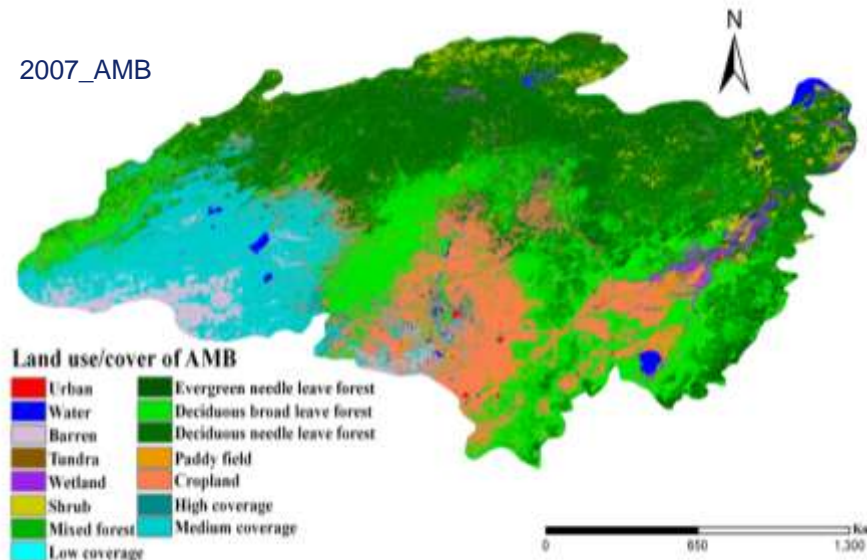 2007_AMB
N
Land use/cover of AMB
Urban
Water
Barren
Tundra
Wetland
Shrub
Mixed forest
Low coverage
Evergreen needle leave forest
Deciduous broad leave forest
Deciduous needle leave forest
Paddy field
Cropland
High coverage
Medium coverage
0 650 1,300